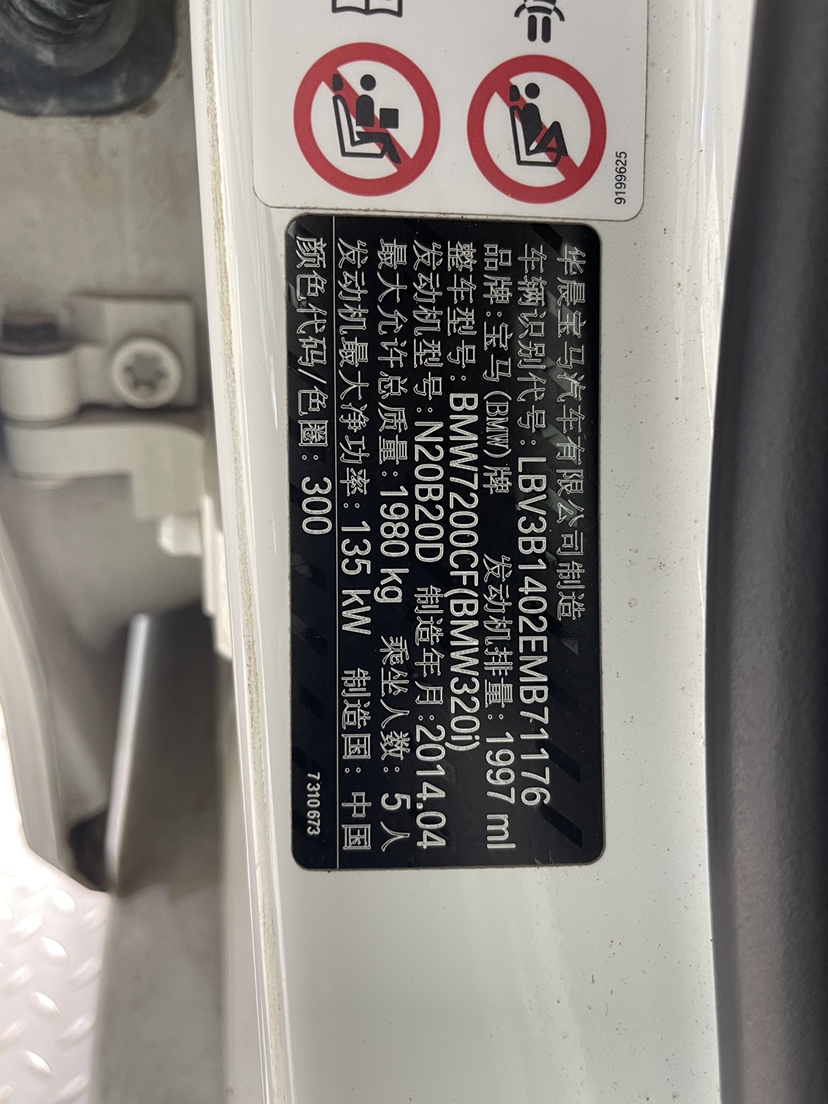 9199625
华晨宝马汽车有限公司制造
车辆识别代号: LBV3B1402EMB71176
品牌: 宝马(BMW)牌 发动机排量: 1997 ml
整车型号: BMW7200CF(BMW320i)
发动机型号: N20B20D 制造年月:2014.04
最大允许总质量: 1980 kg 乘坐人数: 5 人
发动机最大净功率: 135 kW 制造国: 中国
颜色代码/色圈: 300
7310673